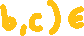 b, c) ∈